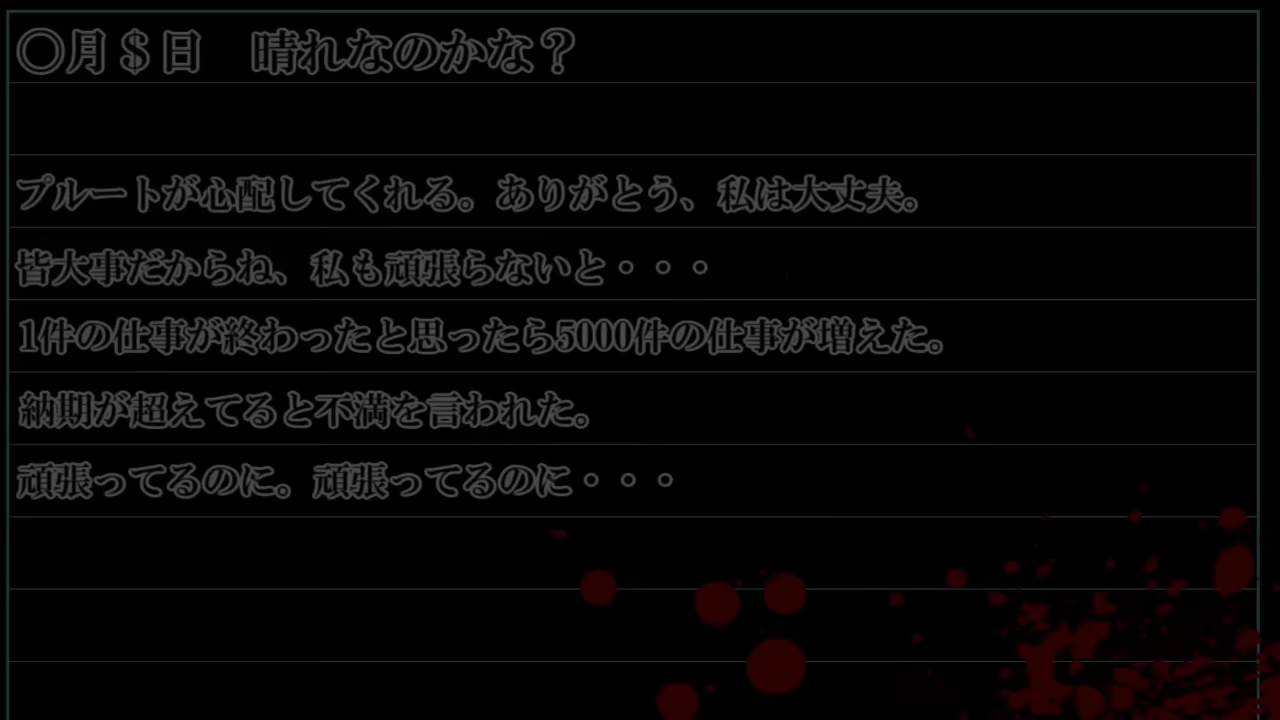 〇月＄日　晴れなのかな？
プルートが心配してくれる。ありがとう、私は大丈夫。
皆大事だからね、私も頑張らないと・・・
1件の仕事が終わったと思ったら5000件の仕事が増えた。
納期が超えてると不満を言われた。
頑張ってるのに。頑張ってるのに・・・